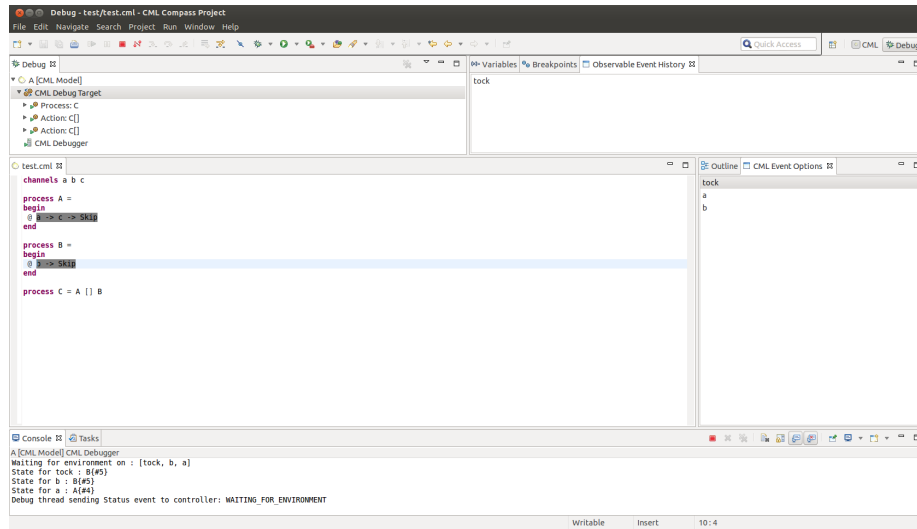 Debug - test/test.cml - CML Compass Project
File Edit Navigate Search Project Run Window Help
Quick Access
CML
Debug
Debug
A [CML Model]
CML Debug Target
Process: C
Action: C[]
Action: C[]
CML Debugger
Variables Breakpoints Observable Event History
tock
test.cml
channels a b c
process A =
begin
@ a -> c -> Skip
end
process B =
begin
@ b -> Skip
end
process C = A [] B
Outline CML Event Options
tock
a
b
Console Tasks
A [CML Model] CML Debugger
Waiting for environment on : [tock, b, a]
State for tock : B{#5}
State for b : B{#5}
State for a : A{#4}
Debug thread sending Status event to controller: WAITING_FOR_ENVIRONMENT
Writable Insert 10:4